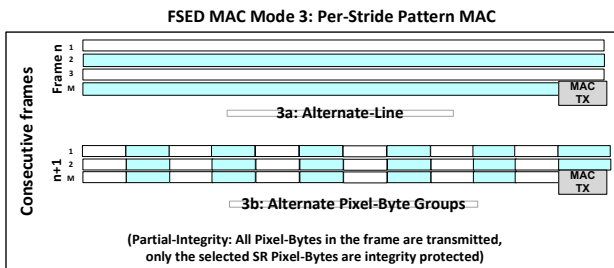 FSED MAC Mode 3: Per-Stride Pattern MAC
Consecutive frames
Frame n
1
2
3
M
MAC
TX
3a: Alternate-Line
n+1
1
2
M
MAC
TX
3b: Alternate Pixel-Byte Groups
(Partial-Integrity: All Pixel-Bytes in the frame are transmitted,
only the selected SR Pixel-Bytes are integrity protected)